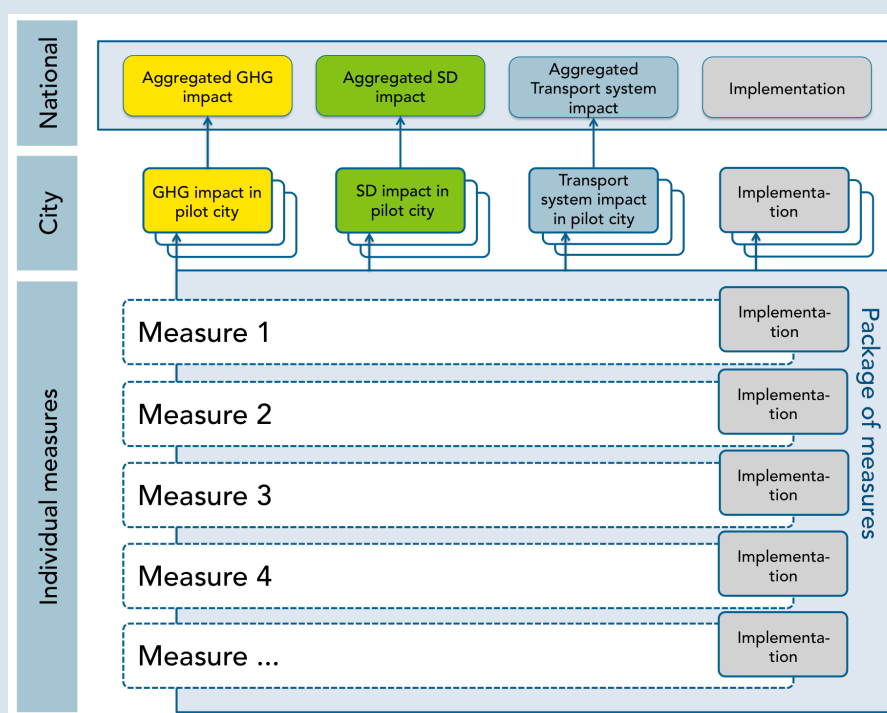 National
Aggregated GHG
impact
Aggregated SD
impact
Aggregated
Transport system
impact
Implementation
City
GHG impact in
pilot city
SD impact in
pilot city
Transport
system impact
in pilot city
Implementa-
tion
Individual measures
Package of measures
Measure 1
Implementa-
tion
Measure 2
Implementa-
tion
Measure 3
Implementa-
tion
Measure 4
Implementa-
tion
Measure ...
Implementa-
tion